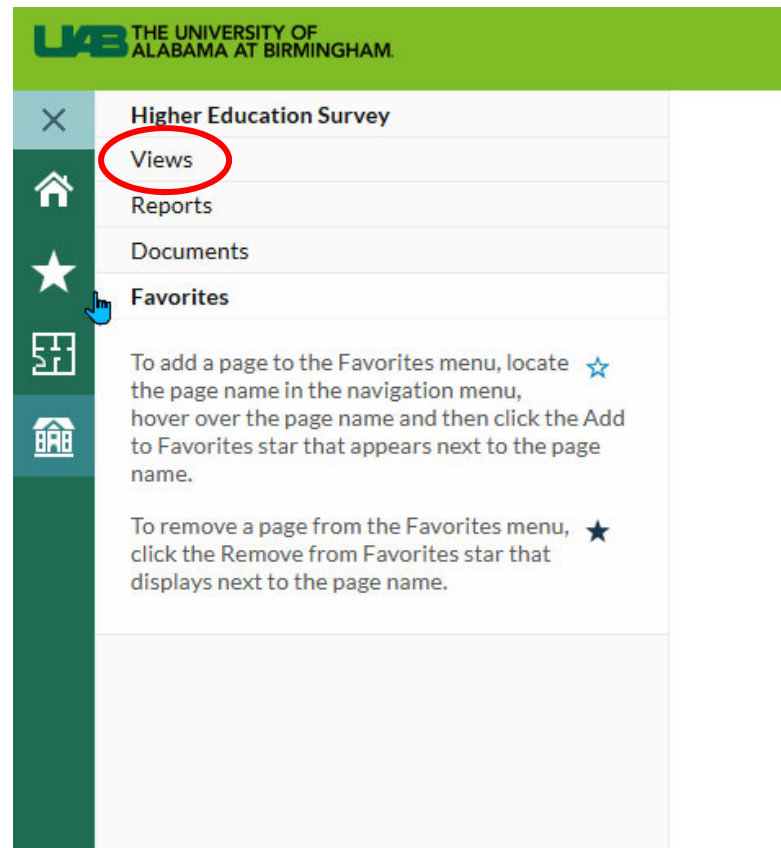 UAB THE UNIVERSITY OF
ALABAMA AT BIRMINGHAM.
Higher Education Survey
Views
Reports
Documents
Favorites
To add a page to the Favorites menu, locate
the page name in the navigation menu,
hover over the page name and then click the Add
to Favorites star that appears next to the page
name.
To remove a page from the Favorites menu,
click the Remove from Favorites star that
displays next to the page name.